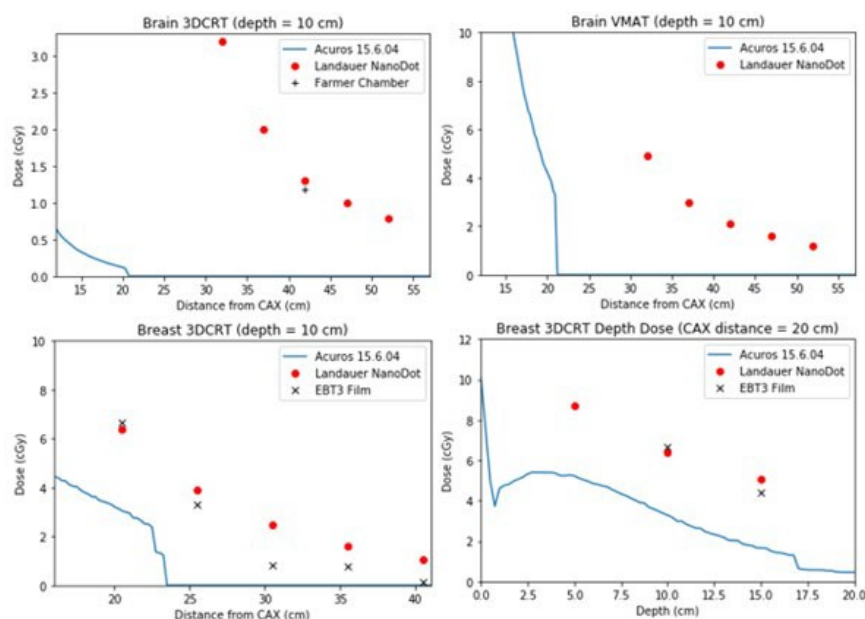 Brain 3DCRT (depth = 10 cm)
Acuros 15.6.04
Landauer NanoDot
Farmer Chamber
Dose (cGy)
3.0
2.5
2.0
1.5
1.0
0.5
0.0
15 20 25 30 35 40 45 50 55
Distance from CAX (cm)
Brain VMAT (depth = 10 cm)
Acuros 15.6.04
Landauer NanoDot
Dose (cGy)
10
8
6
4
2
0
15 20 25 30 35 40 45 50 55
Distance from CAX (cm)
Breast 3DCRT (depth = 10 cm)
Acuros 15.6.04
Landauer NanoDot
EBT3 Film
Dose (cGy)
10
8
6
4
2
0
20 25 30 35 40
Distance from CAX (cm)
Breast 3DCRT Depth Dose (CAX distance = 20 cm)
Acuros 15.6.04
Landauer NanoDot
EBT3 Film
Dose (cGy)
12
10
8
6
4
2
0
0.0 2.5 5.0 7.5 10.0 12.5 15.0 17.5 20.0
Depth (cm)